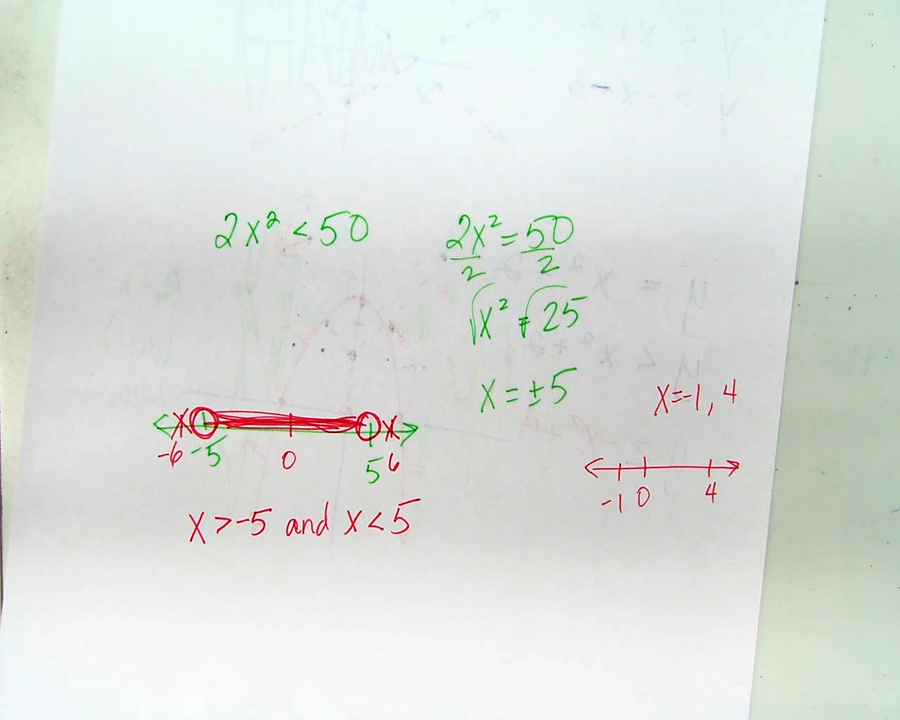 2x² < 50
2x² = 50
2 2
√x² = √25
x = ±5
x=-1, 4
-6 -5 0 5 6
-1 0 4
x > -5 and x < 5